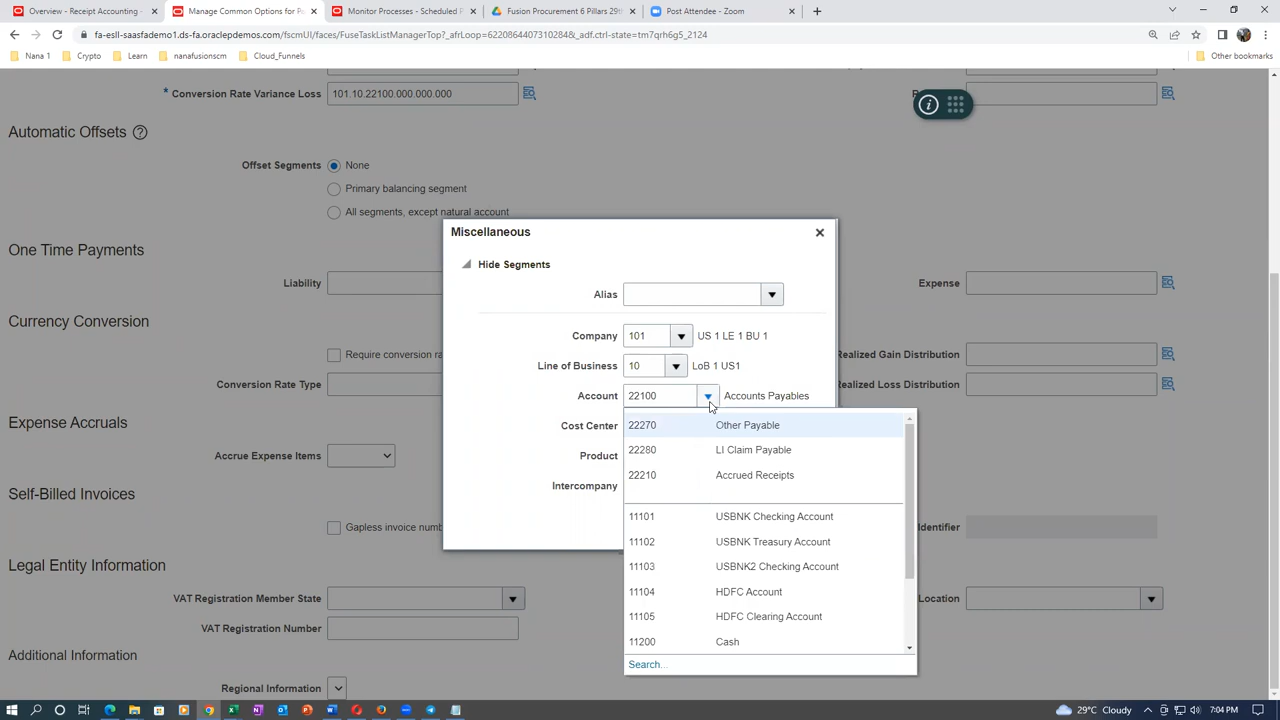 Overview - Receipt Accounting -
Manage Common Options for Pa
Monitor Processes - Scheduled P
Fusion Procurement 6 Pillars 29th
Post Attendee - Zoom
fa-esll-saasfademo1.ds-fa.oraclepdemos.com/fscmUI/faces/FuseTaskListManagerTop?_afrLoop=6220864407310284&_adf.ctrl-state=tm7qrh6g5_2124
Nana 1
Crypto
Learn
nanafusionscm
Cloud_Funnels
Other bookmarks
* Conversion Rate Variance Loss 101.10.22100.000.000.000
Automatic Offsets
Offset Segments None
Primary balancing segment
All segments, except natural account
Miscellaneous
Hide Segments
Alias
Company 101 US 1 LE 1 BU 1
Line of Business 10 LoB 1 US1
Account 22100 Accounts Payables
Cost Center
Product
Intercompany
22270 Other Payable
22280 LI Claim Payable
22210 Accrued Receipts
11101 USBNK Checking Account
11102 USBNK Treasury Account
11103 USBNK2 Checking Account
11104 HDFC Account
11105 HDFC Clearing Account
11200 Cash
Search...
One Time Payments
Liability
Expense
Currency Conversion
Require conversion ra
Realized Gain Distribution
Conversion Rate Type
Realized Loss Distribution
Expense Accruals
Accrue Expense Items
Self-Billed Invoices
Gapless invoice numb
Identifier
Legal Entity Information
VAT Registration Member State
Location
VAT Registration Number
Additional Information
Regional Information
29°C Cloudy
7:04 PM